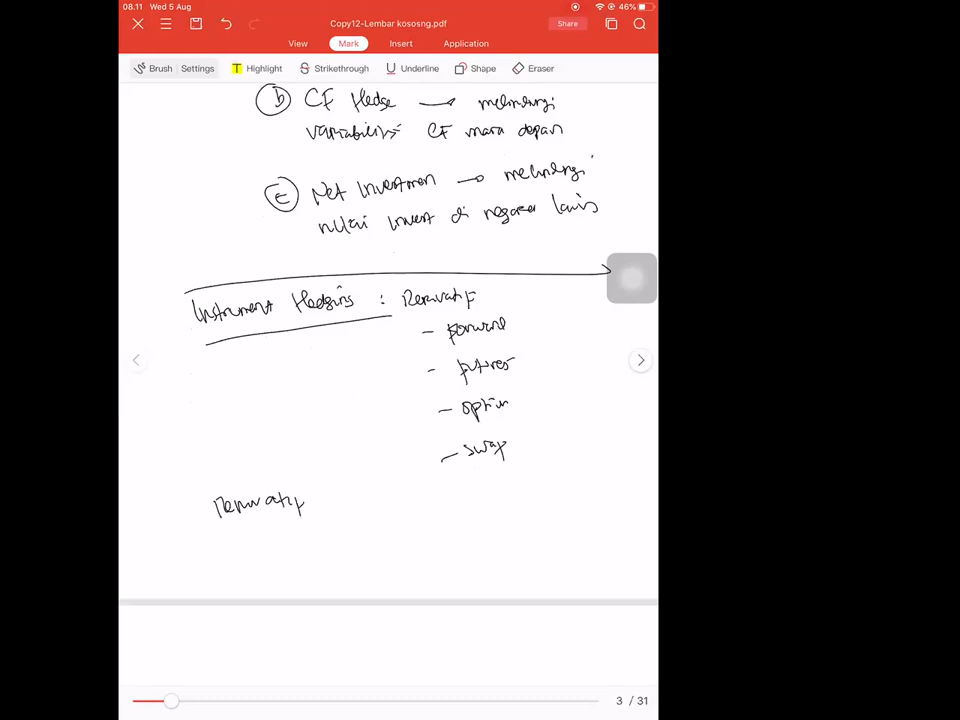 08.11 Wed 5 Aug
46%
Copy12-Lembar kososng.pdf
Share
View Mark Insert Application
Brush Settings Highlight Strikethrough Underline Shape Eraser
b CF Hedge → melindungi
variabilitas CF masa depan
c Net Investmen → melindungi
nilai invest di negara lain
Instrument Hedging : Derivatif
- forward
- futures
- option
- swap
Derivatif
3 / 31